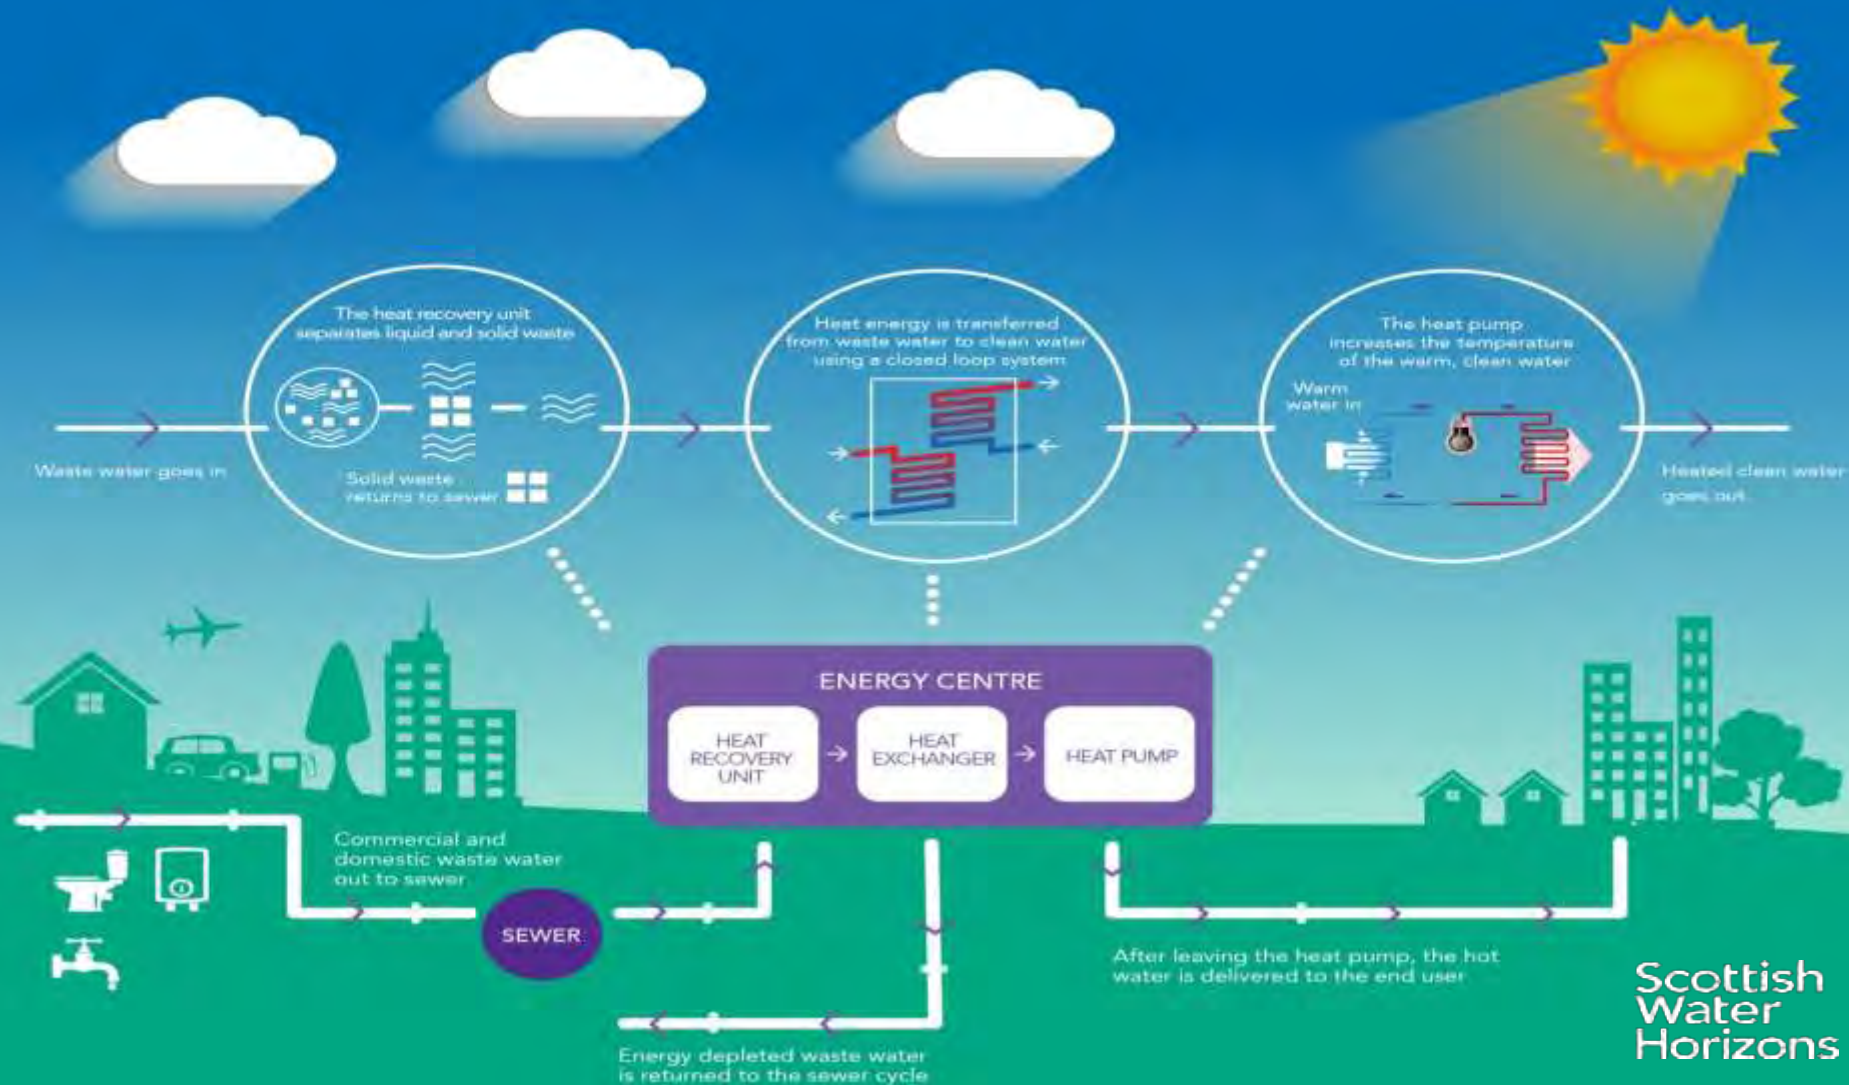 The heat recovery unit
separates liquid and solid waste
Solid waste
returns to sewer
Heat energy is transferred
from waste water to clean water
using a closed loop system
The heat pump
increases the temperature
of the warm, clean water
Warm
water in
Waste water goes in
Heated clean water
goes out
ENERGY CENTRE
HEAT
RECOVERY
UNIT
HEAT
EXCHANGER
HEAT PUMP
Commercial and
domestic waste water
out to sewer
SEWER
After leaving the heat pump, the hot
water is delivered to the end user
Energy depleted waste water
is returned to the sewer cycle
Scottish
Water
Horizons